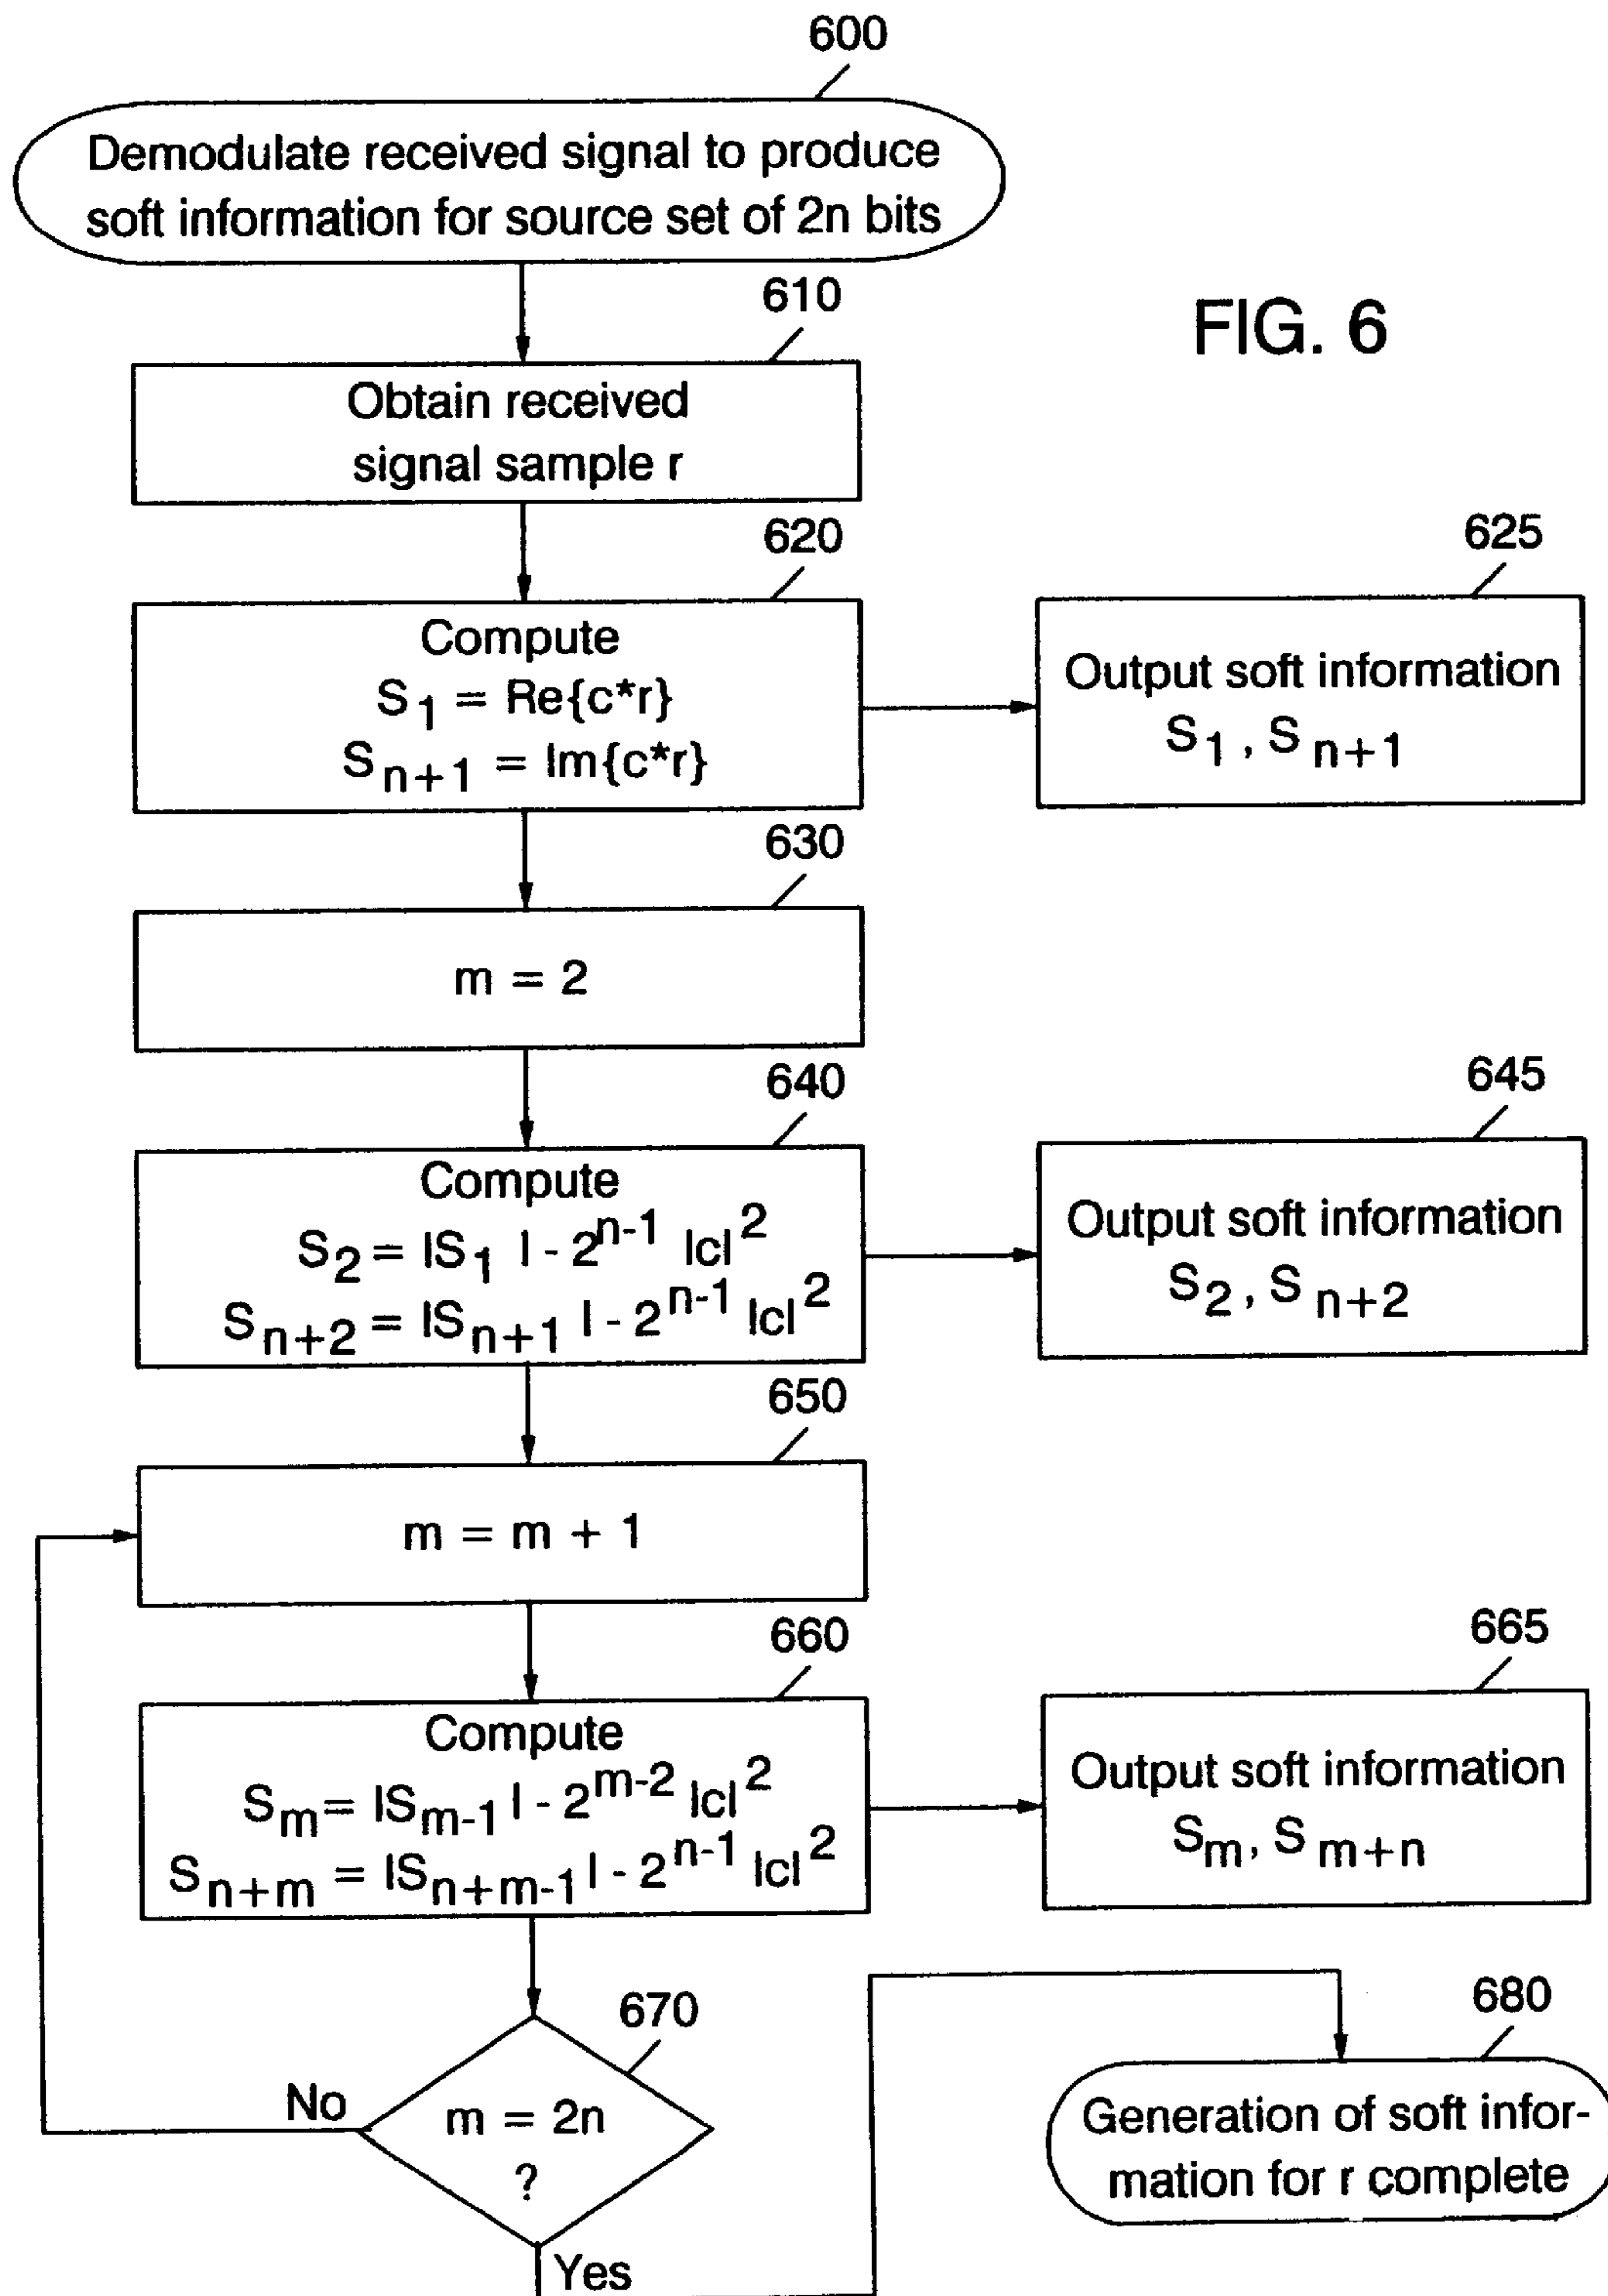 600
Demodulate received signal to produce
soft information for source set of 2n bits
FIG. 6
610
Obtain received
signal sample r
620
Compute
S₁ = Re{c*r}
Sₙ₊₁ = Im{c*r}
625
Output soft information
S₁, Sₙ₊₁
630
m = 2
640
Compute
S₂ = |S₁| - 2ⁿ⁻¹ |c|²
Sₙ₊₂ = |Sₙ₊₁| - 2ⁿ⁻¹ |c|²
645
Output soft information
S₂, Sₙ₊₂
650
m = m + 1
660
Compute
Sₘ = |Sₘ₋₁| - 2ᵐ⁻² |c|²
Sₙ₊ₘ = |Sₙ₊ₘ₋₁| - 2ⁿ⁻¹ |c|²
665
Output soft information
Sₘ, Sₘ₊ₙ
670
m = 2n
?
No
Yes
680
Generation of soft infor-
mation for r complete